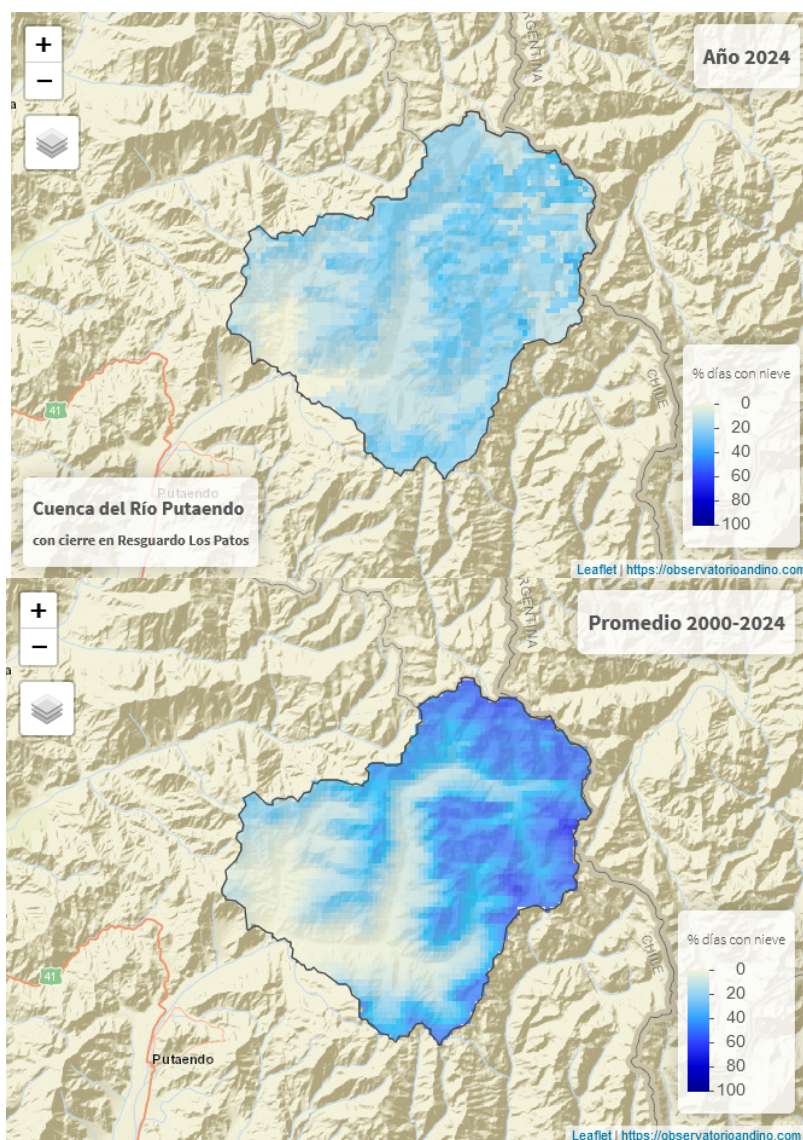 +
Año 2024
ARGENTINA
−
a
% días con nieve
0
20
40
60
80
100
CHILE
41
Putaendo
Cuenca del Río Putaendo
con cierre en Resguardo Los Patos
Leaflet | https://observatorioandino.com
+
Promedio 2000-2024
RGENTINA
−
a
% días con nieve
0
20
40
60
80
100
CHILE
41
Putaendo
Leaflet | https://observatorioandino.com